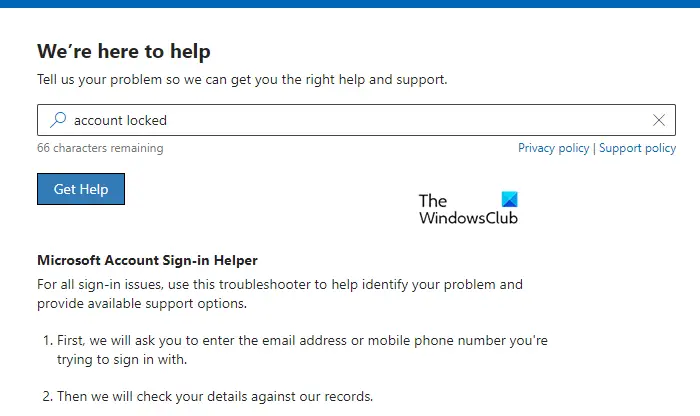 We're here to help
Tell us your problem so we can get you the right help and support.
account locked
66 characters remaining
Privacy policy | Support policy
Get Help
The
WindowsClub
Microsoft Account Sign-in Helper
For all sign-in issues, use this troubleshooter to help identify your problem and
provide available support options.
1. First, we will ask you to enter the email address or mobile phone number you're
trying to sign in with.
2. Then we will check your details against our records.